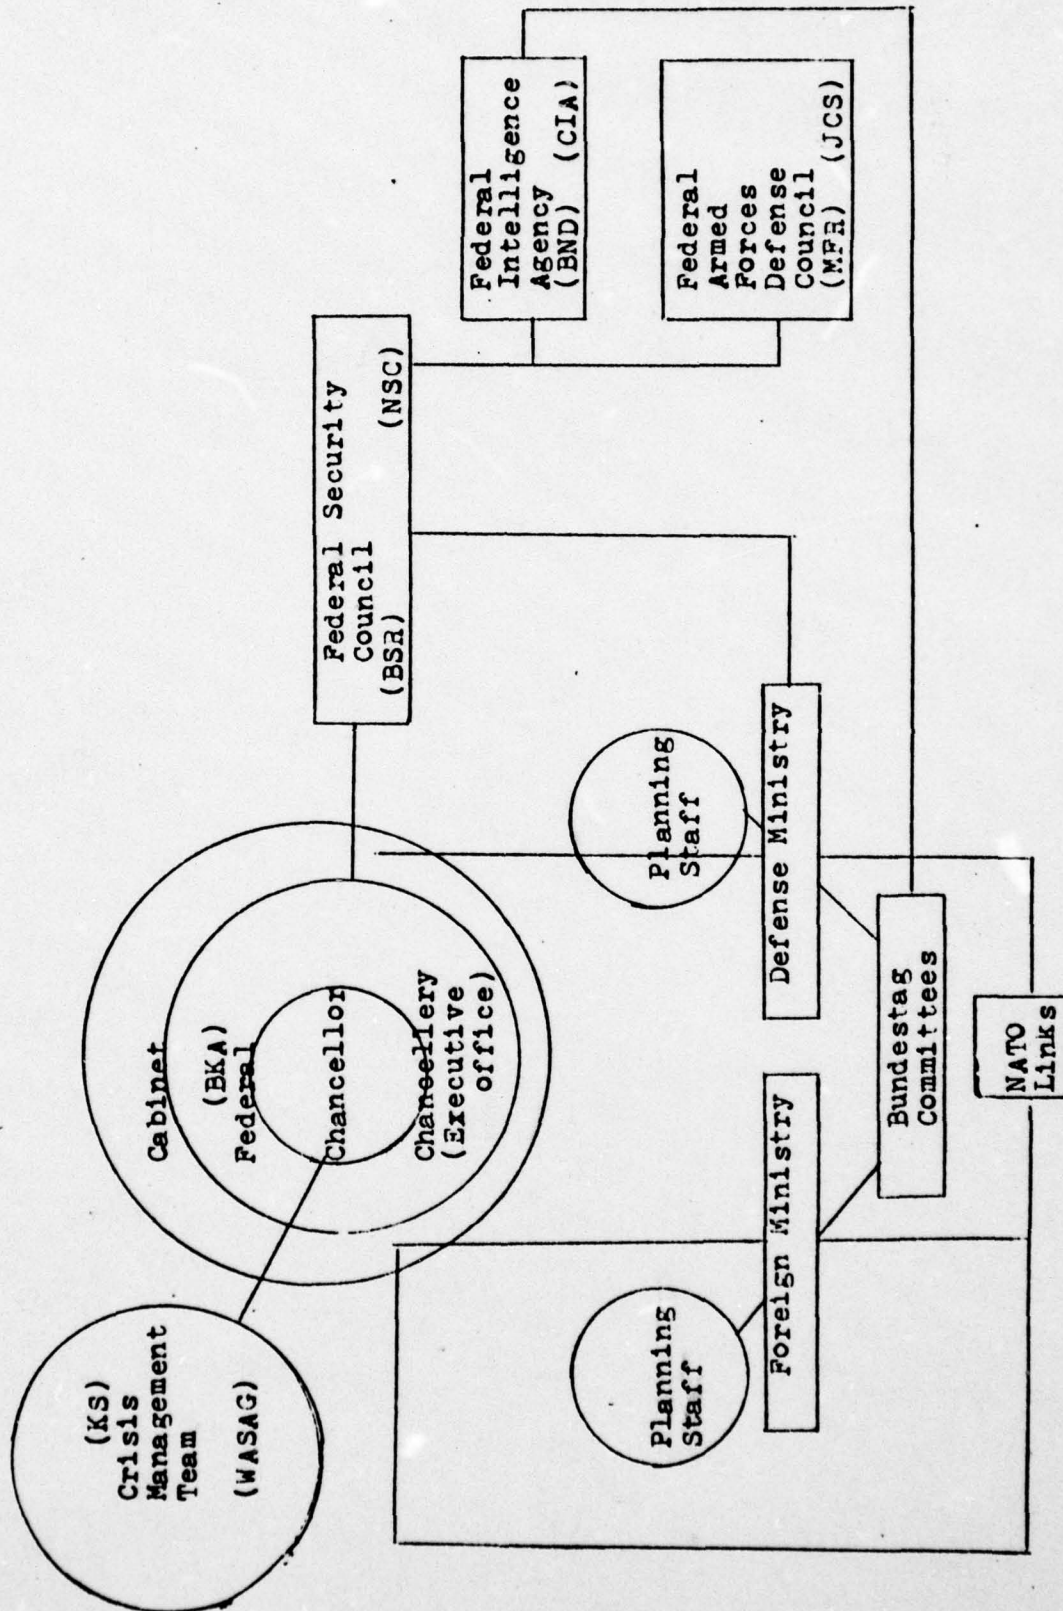 (KS)
Crisis
Management
Team
(WASAG)
Cabinet
(BKA)
Federal
Chancellor
Chancellery
(Executive
office)
Federal Security
Council
(BSR) (NSC)
Federal
Intelligence
Agency
(BND) (CIA)
Federal
Armed
Forces
Defense
Council
(MFR) (JCS)
Planning
Staff
Foreign Ministry
Planning
Staff
Defense Ministry
Bundestag
Committees
NATO
Links